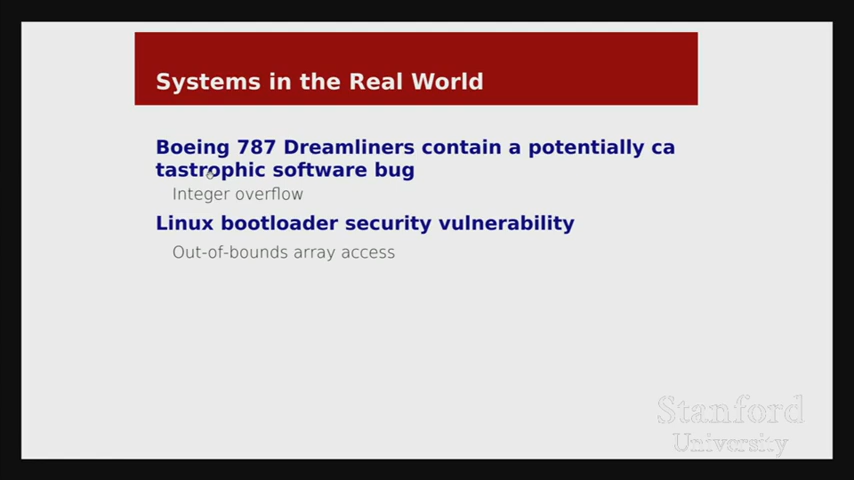 Systems in the Real World
Boeing 787 Dreamliners contain a potentially ca
tastrophic software bug
Integer overflow
Linux bootloader security vulnerability
Out-of-bounds array access
Stanford
University